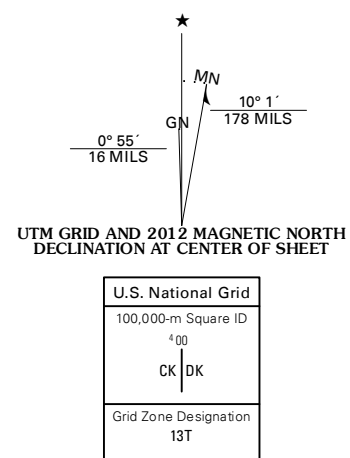 ★
MN
GN
10° 1´
178 MILS
0° 55´
16 MILS
UTM GRID AND 2012 MAGNETIC NORTH
DECLINATION AT CENTER OF SHEET
U.S. National Grid
100,000-m Square ID
⁴00
CK DK
Grid Zone Designation
13T